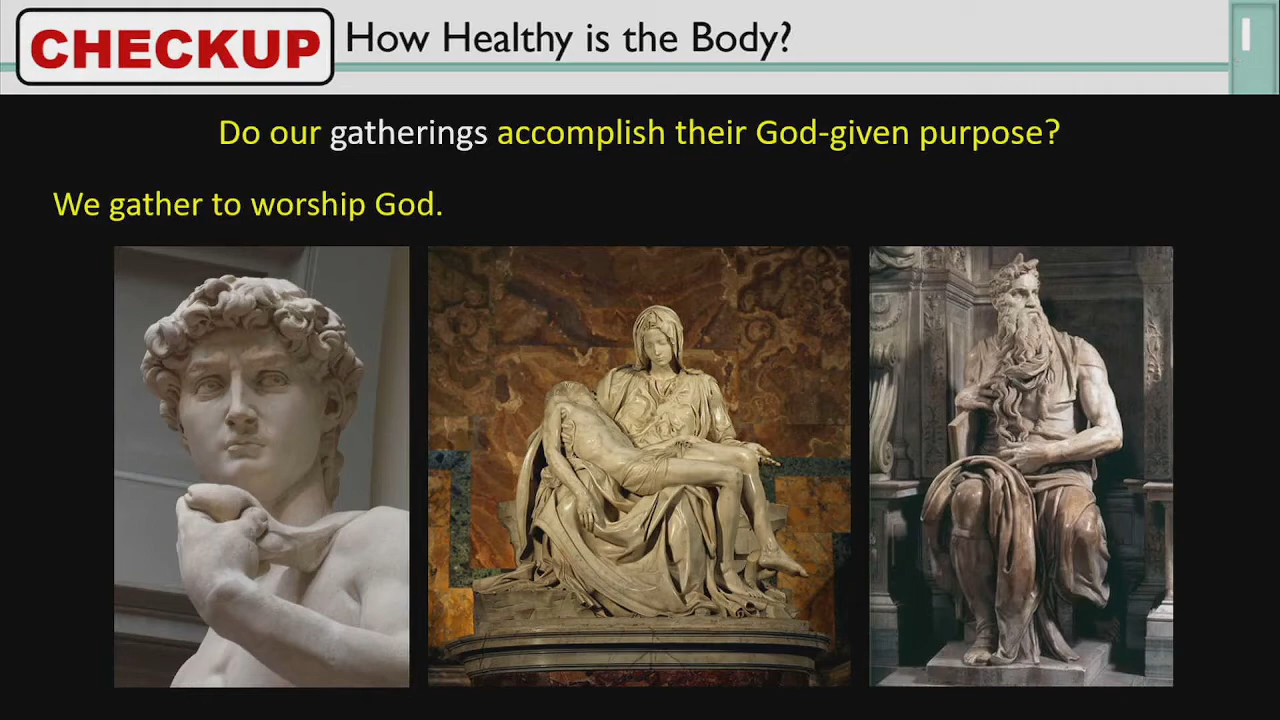 CHECKUP How Healthy is the Body?
Do our gatherings accomplish their God-given purpose?
We gather to worship God.